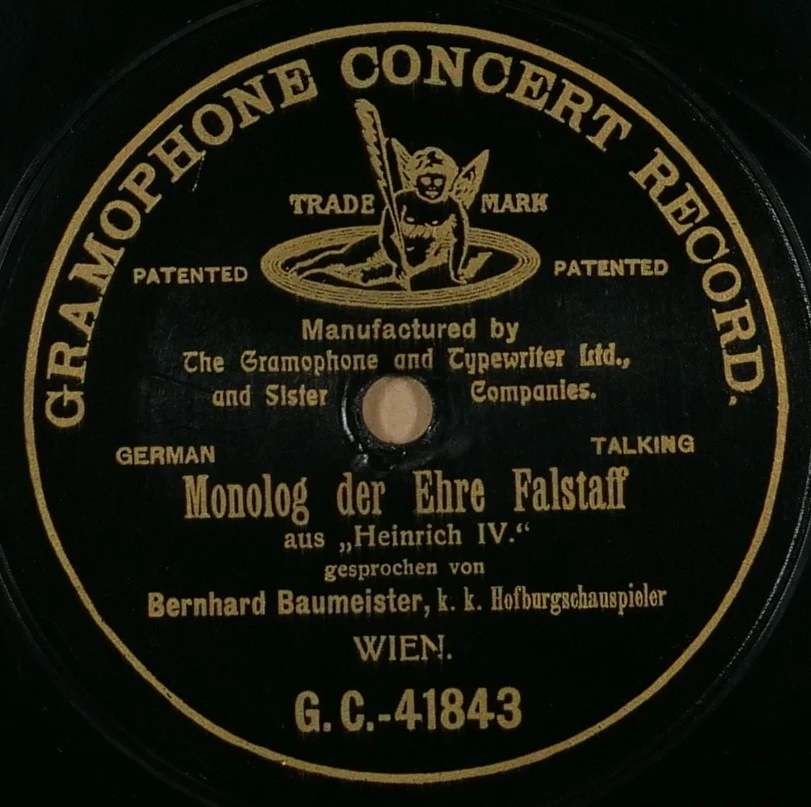 GRAMOPHONE CONCERT RECORD.
TRADE MARK
PATENTED PATENTED
Manufactured by
The Gramophone and Typewriter Ltd.,
and Sister Companies.
GERMAN TALKING
Monolog der Ehre Falstaff
aus „Heinrich IV.“
gesprochen von
Bernhard Baumeister, k. k. Hofburgschauspieler
WIEN.
G. C.-41843